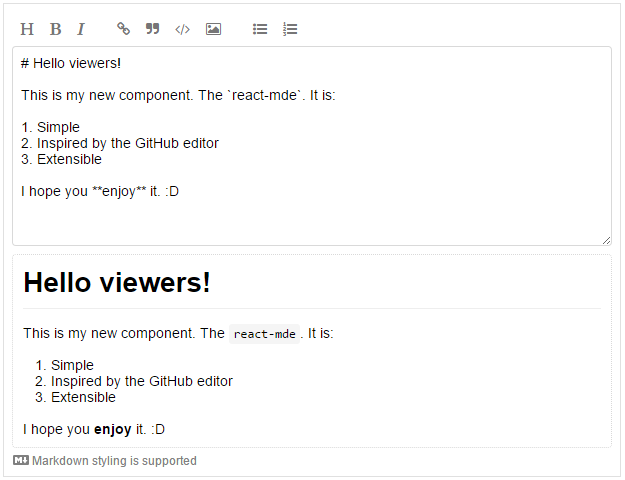 H B I
# Hello viewers!
This is my new component. The `react-mde`. It is:
1. Simple
2. Inspired by the GitHub editor
3. Extensible
I hope you **enjoy** it. :D
Hello viewers!
This is my new component. The react-mde. It is:
1. Simple
2. Inspired by the GitHub editor
3. Extensible
I hope you enjoy it. :D
Markdown styling is supported